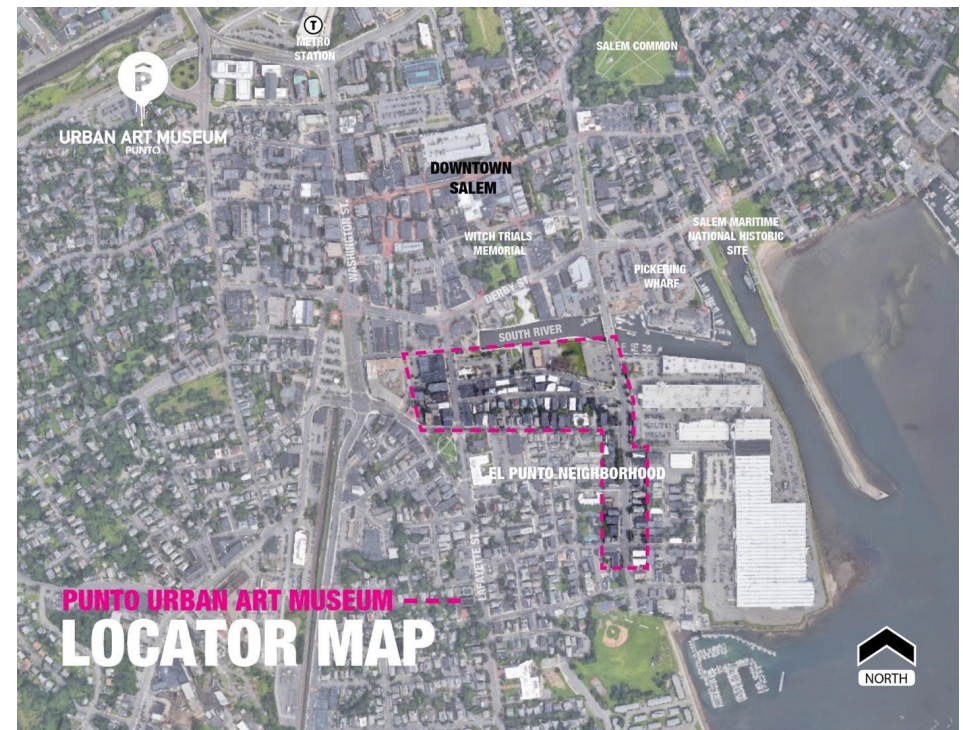 T
METRO
STATION
SALEM COMMON
P
URBAN ART MUSEUM
PUNTO
DOWNTOWN
SALEM
WASHINGTON ST.
WITCH TRIALS
MEMORIAL
SALEM MARITIME
NATIONAL HISTORIC
SITE
PICKERING
WHARF
DERBY ST.
SOUTH RIVER
EL PUNTO NEIGHBORHOOD
LAFAYETTE ST.
PUNTO URBAN ART MUSEUM
LOCATOR MAP
NORTH